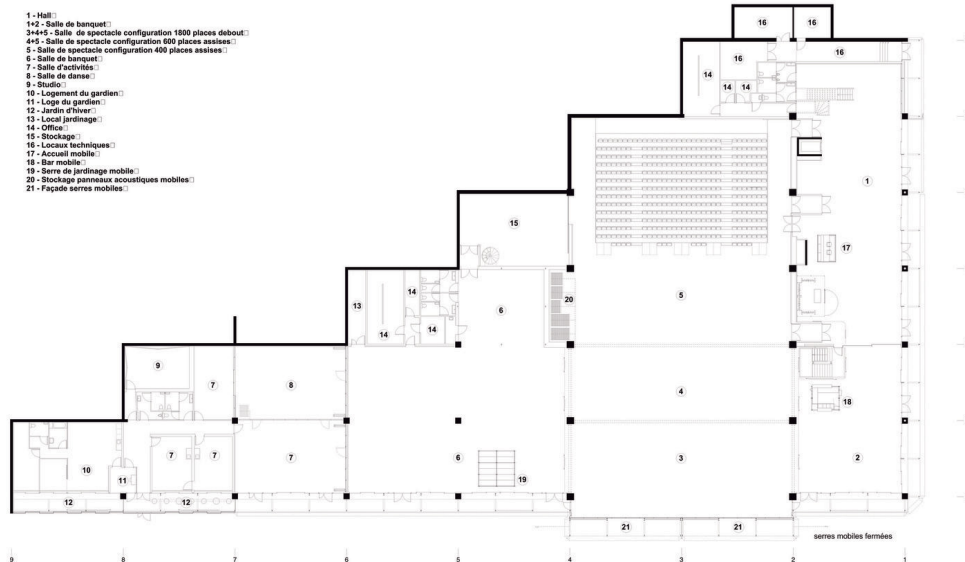 1 - Hall
1+2 - Salle de banquet
3+4+5 - Salle de spectacle configuration 1800 places debout
4+5 - Salle de spectacle configuration 600 places assises
5 - Salle de spectacle configuration 400 places assises
6 - Salle de banquet
7 - Salle d'activités
8 - Salle de danse
9 - Studio
10 - Logement du gardien
11 - Loge du gardien
12 - Jardin d'hiver
13 - Local jardinage
14 - Office
15 - Stockage
16 - Locaux techniques
17 - Accueil mobile
18 - Bar mobile
19 - Serre de jardinage mobile
20 - Stockage panneaux acoustiques mobiles
21 - Façade serres mobiles
16 16
16 16
14
14 14
1
15
17
13 14 20 6 5
14 14
9 7 8 4
18
10 7 7 7 6 3 2
11 19
12 12
21 21
serres mobiles fermées
9 8 7 6 5 4 3 2 1